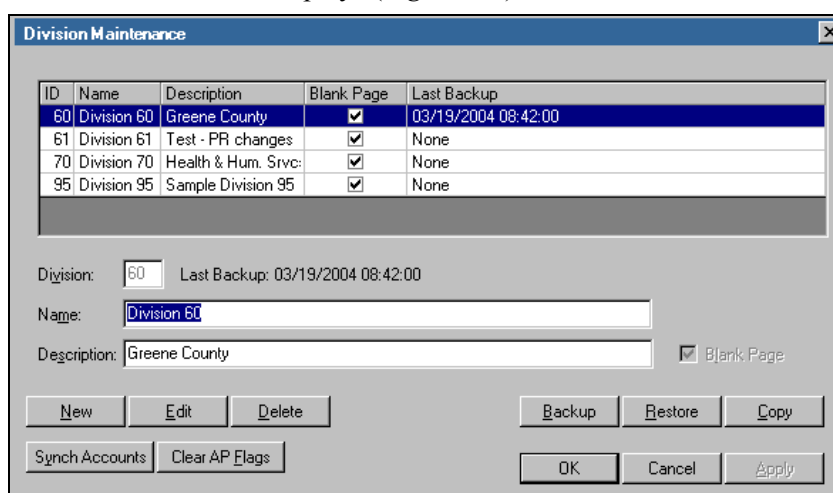 Division Maintenance
ID Name Description Blank Page Last Backup
60 Division 60 Greene County 03/19/2004 08:42:00
61 Division 61 Test - PR changes None
70 Division 70 Health & Hum. Srvc: None
95 Division 95 Sample Division 95 None
Division: 60 Last Backup: 03/19/2004 08:42:00
Name: Division 60
Description: Greene County Blank Page
New Edit Delete Backup Restore Copy
Synch Accounts Clear AP Flags OK Cancel Apply